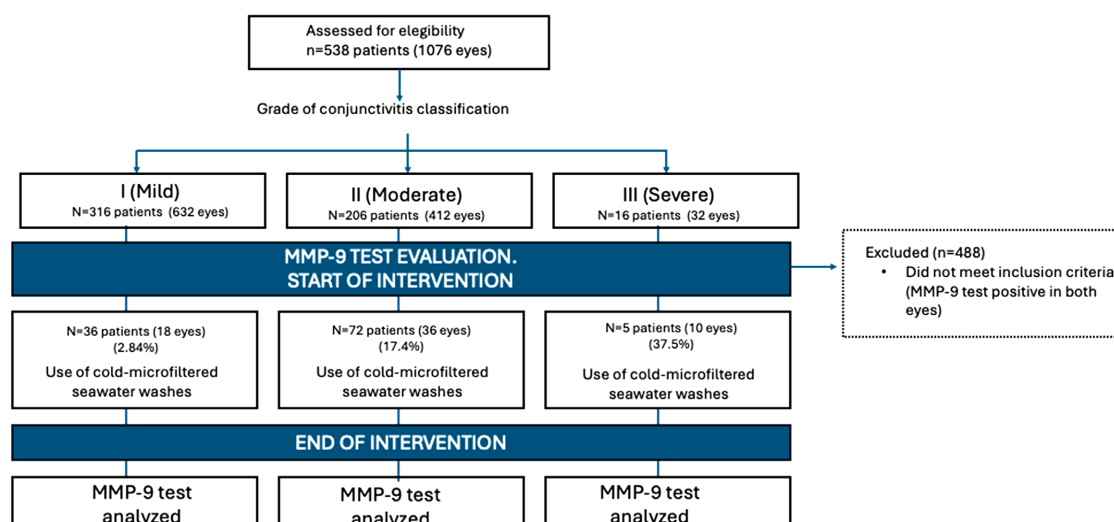 Assessed for elegibility
n=538 patients (1076 eyes)
Grade of conjunctivitis classification
I (Mild)
N=316 patients (632 eyes)
II (Moderate)
N=206 patients (412 eyes)
III (Severe)
N=16 patients (32 eyes)
MMP-9 TEST EVALUATION.
START OF INTERVENTION
Excluded (n=488)
• Did not meet inclusion criteria
(MMP-9 test positive in both
eyes)
N=36 patients (18 eyes)
(2.84%)
Use of cold-microfiltered
seawater washes
N=72 patients (36 eyes)
(17.4%)
Use of cold-microfiltered
seawater washes
N=5 patients (10 eyes)
(37.5%)
Use of cold-microfiltered
seawater washes
END OF INTERVENTION
MMP-9 test
analyzed
MMP-9 test
analyzed
MMP-9 test
analyzed